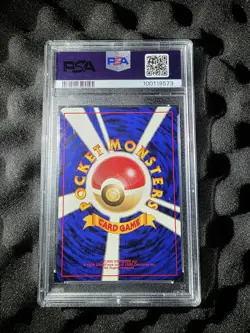 PSA
PSA
100118573
POCKET MONSTERS
CARD GAME